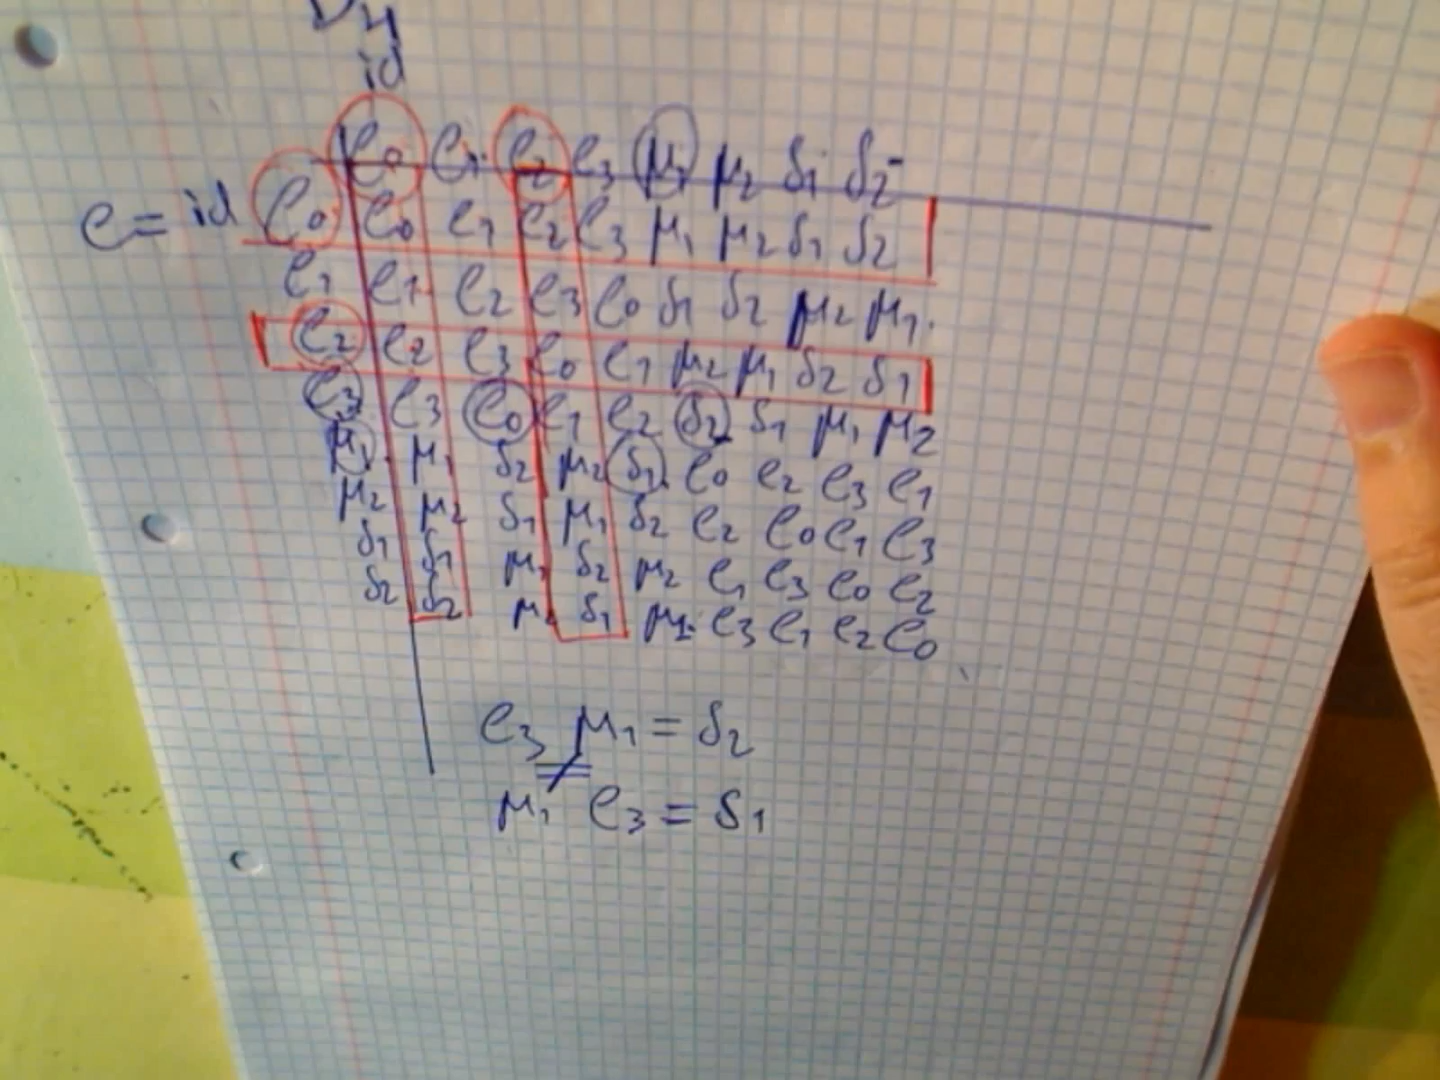 D4
id
e0 e1 e2 e3 μ1 μ2 δ1 δ2
e = id e0 e0 e1 e2 e3 μ1 μ2 δ1 δ2
e1 e1 e2 e3 e0 δ1 δ2 μ2 μ1
e2 e2 e3 e0 e1 μ2 μ1 δ2 δ1
e3 e3 e0 e1 e2 δ2 δ1 μ1 μ2
μ1 μ1 δ2 μ2 δ1 e0 e2 e3 e1
μ2 μ2 δ1 μ1 δ2 e2 e0 e1 e3
δ1 δ1 μ1 δ2 μ2 e1 e3 e0 e2
δ2 δ2 μ2 δ1 μ1 e3 e1 e2 e0
e3 μ1 = δ2
≠
μ1 e3 = δ1